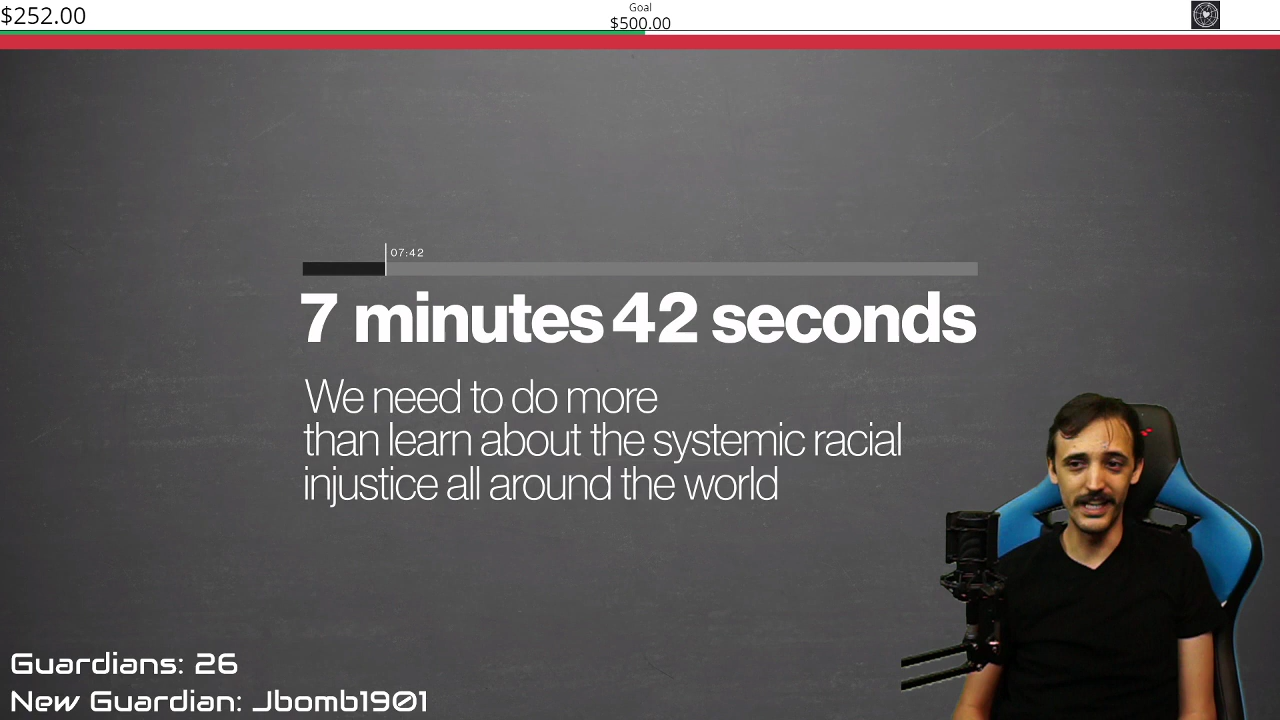 $252.00
Goal
$500.00
07:42
7 minutes 42 seconds
We need to do more
than learn about the systemic racial
injustice all around the world
Guardians: 26
New Guardian: Jbomb1901